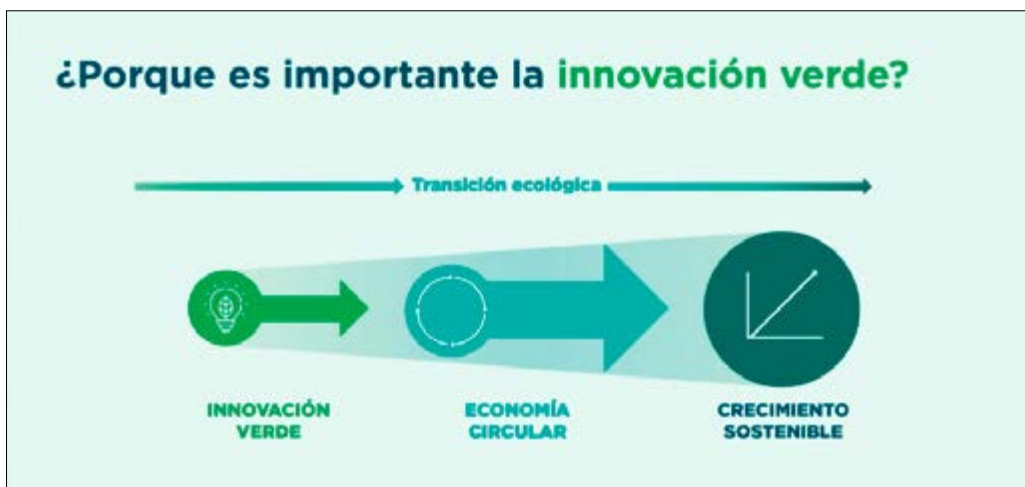 ¿Porque es importante la innovación verde?
Transición ecológica
INNOVACIÓN
VERDE
ECONOMÍA
CIRCULAR
CRECIMIENTO
SOSTENIBLE